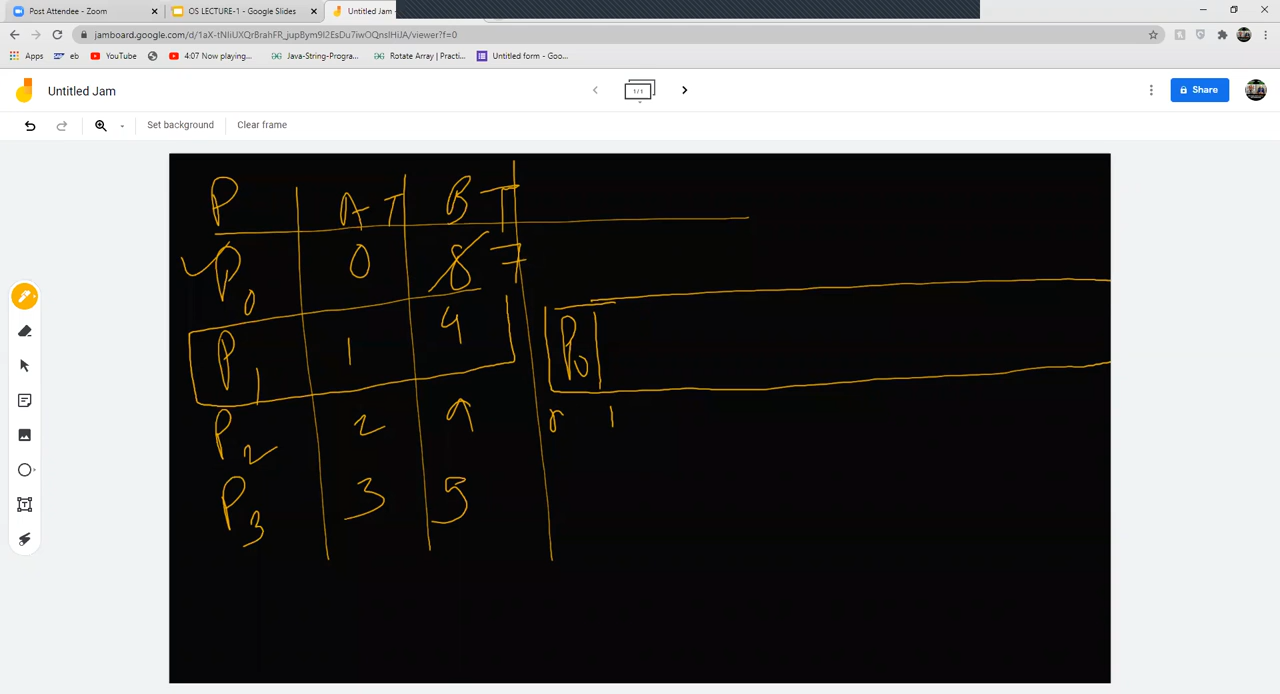 Post Attendee - Zoom
OS LECTURE-1 - Google Slides
Untitled Jam -
jamboard.google.com/d/1aX-tNIiUXQrBrahFR_jupBym9I2EsDu7iwOQnsIHiJA/viewer?f=0
Apps
eb
YouTube
4:07 Now playing...
Java-String-Progra...
Rotate Array | Practi...
Untitled form - Goo...
Untitled Jam
1/1
Share
Set background
Clear frame
P AT BT
P0 0 8 7
P1 1 4
P2 2 9
P3 3 5
P0
0 1